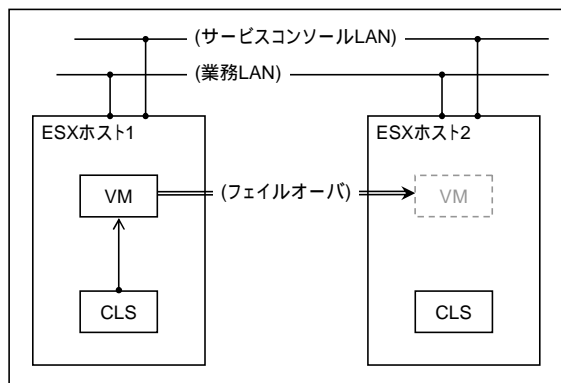 (サービスコンソールLAN)
(業務LAN)
ESXホスト1
ESXホスト2
VM
(フェイルオーバ)
VM
CLS
CLS